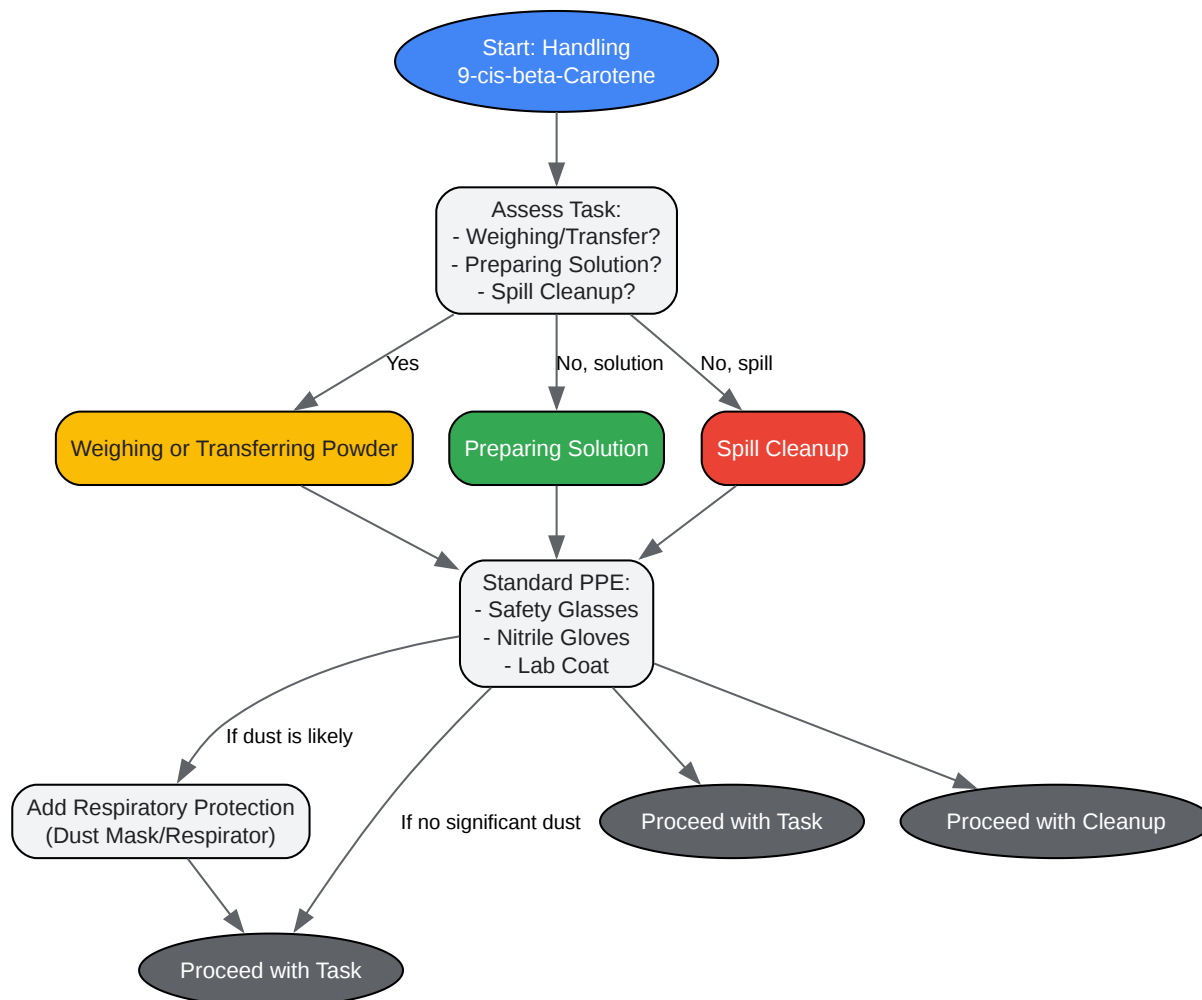 Start: Handling
9-cis-beta-Carotene
Assess Task:
- Weighing/Transfer?
- Preparing Solution?
- Spill Cleanup?
Yes
No, solution
No, spill
Weighing or Transferring Powder
Preparing Solution
Spill Cleanup
Standard PPE:
- Safety Glasses
- Nitrile Gloves
- Lab Coat
If dust is likely
Add Respiratory Protection
(Dust Mask/Respirator)
If no significant dust
Proceed with Task
Proceed with Cleanup
Proceed with Task